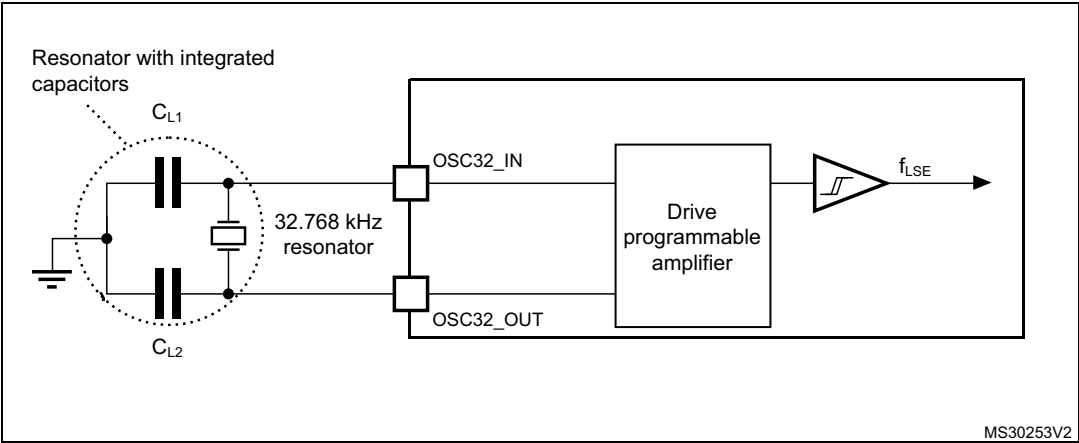 Resonator with integrated
capacitors
CL1
OSC32_IN
fLSE
Drive
programmable
amplifier
32.768 kHz
resonator
OSC32_OUT
CL2
MS30253V2